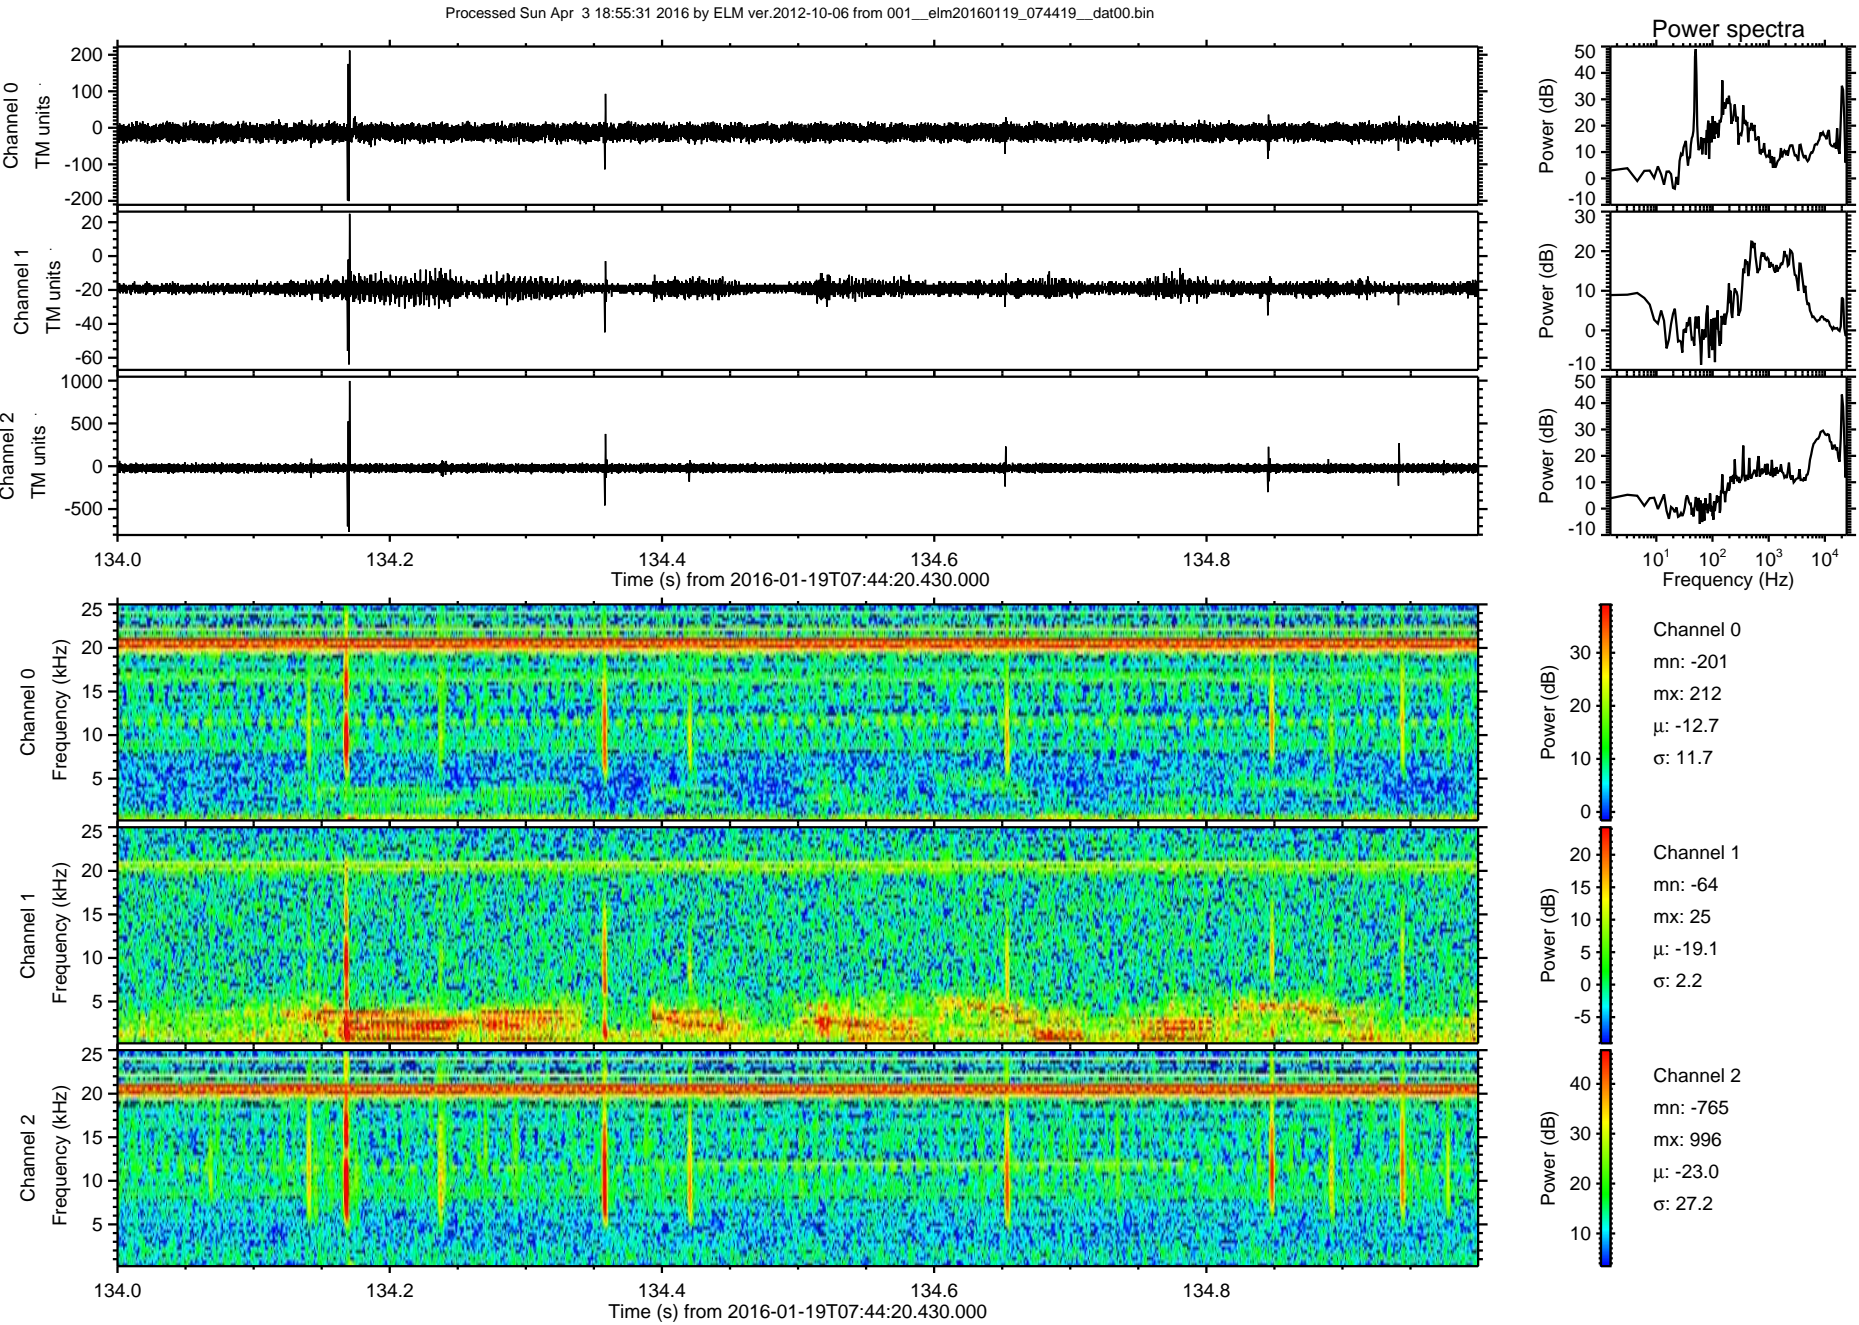 Processed Sun Apr  3 18:55:31 2016 by ELM ver.2012-10-06 from 001__elm20160119_074419__dat00.bin
Power spectra
Channel 0
TM units
200
100
0
-100
-200
Power (dB)
50
40
30
20
10
0
-10
Channel 1
TM units
20
0
-20
-40
-60
Power (dB)
30
20
10
0
-10
Channel 2
TM units
1000
500
0
-500
Power (dB)
50
40
30
20
10
0
-10
134.0 134.2 134.4 134.6 134.8
Time (s) from 2016-01-19T07:44:20.430.000
10¹ 10² 10³ 10⁴
Frequency (Hz)
Channel 0
Frequency (kHz)
25
20
15
10
5
Power (dB)
30
20
10
0
Channel 0
mn: -201
mx: 212
μ: -12.7
σ: 11.7
Channel 1
Frequency (kHz)
25
20
15
10
5
Power (dB)
20
15
10
5
0
-5
Channel 1
mn: -64
mx: 25
μ: -19.1
σ: 2.2
Channel 2
Frequency (kHz)
25
20
15
10
5
Power (dB)
40
30
20
10
Channel 2
mn: -765
mx: 996
μ: -23.0
σ: 27.2
134.0 134.2 134.4 134.6 134.8
Time (s) from 2016-01-19T07:44:20.430.000